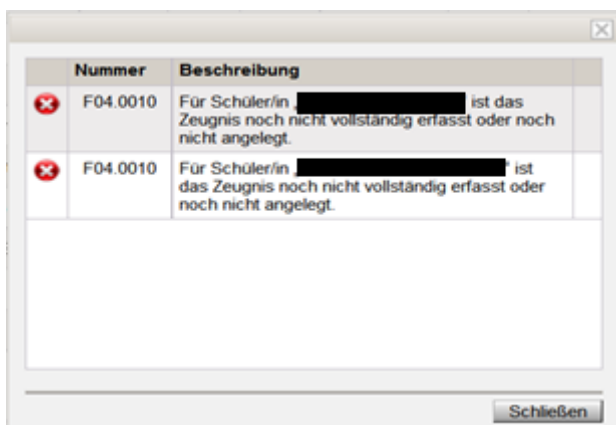 Nummer Beschreibung
F04.0010 Für Schüler/in „ ist das
Zeugnis noch nicht vollständig erfasst oder noch
nicht angelegt.
F04.0010 Für Schüler/in „ " ist
das Zeugnis noch nicht vollständig erfasst oder
noch nicht angelegt.
Schließen